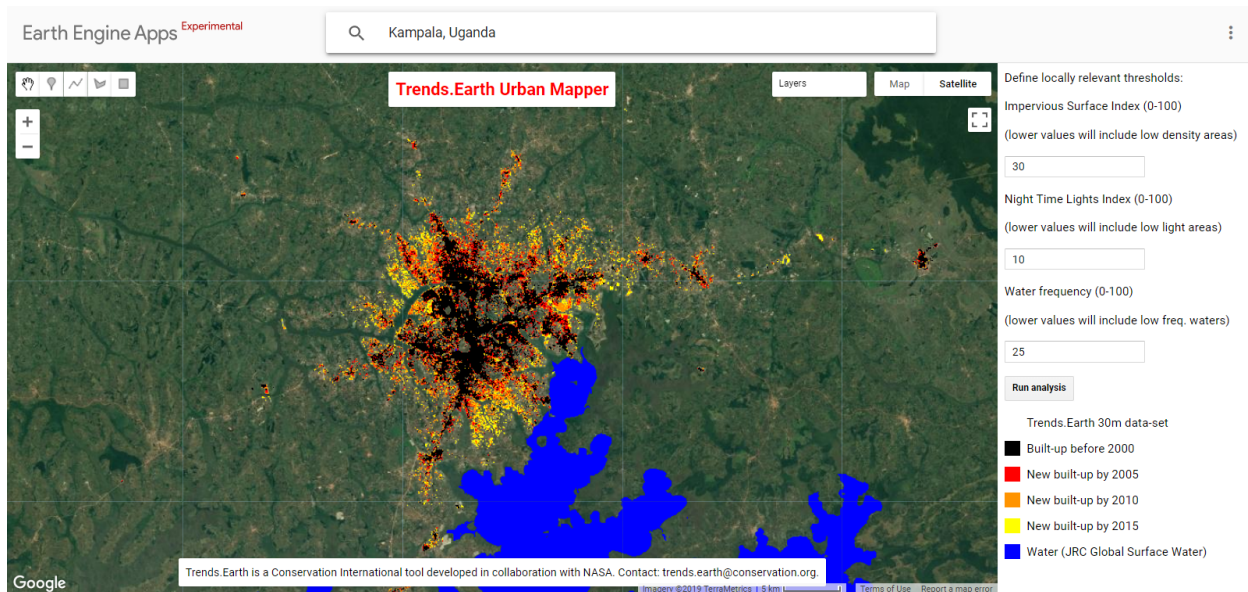 Earth Engine Apps Experimental
Kampala, Uganda
Trends.Earth Urban Mapper
Layers
Map Satellite
+
−
Define locally relevant thresholds:
Impervious Surface Index (0-100)
(lower values will include low density areas)
30
Night Time Lights Index (0-100)
(lower values will include low light areas)
10
Water frequency (0-100)
(lower values will include low freq. waters)
25
Run analysis
Trends.Earth 30m data-set
Built-up before 2000
New built-up by 2005
New built-up by 2010
New built-up by 2015
Water (JRC Global Surface Water)
Trends.Earth is a Conservation International tool developed in collaboration with NASA. Contact: trends.earth@conservation.org.
Google
Imagery ©2019 TerraMetrics 5 km Terms of Use Report a map error